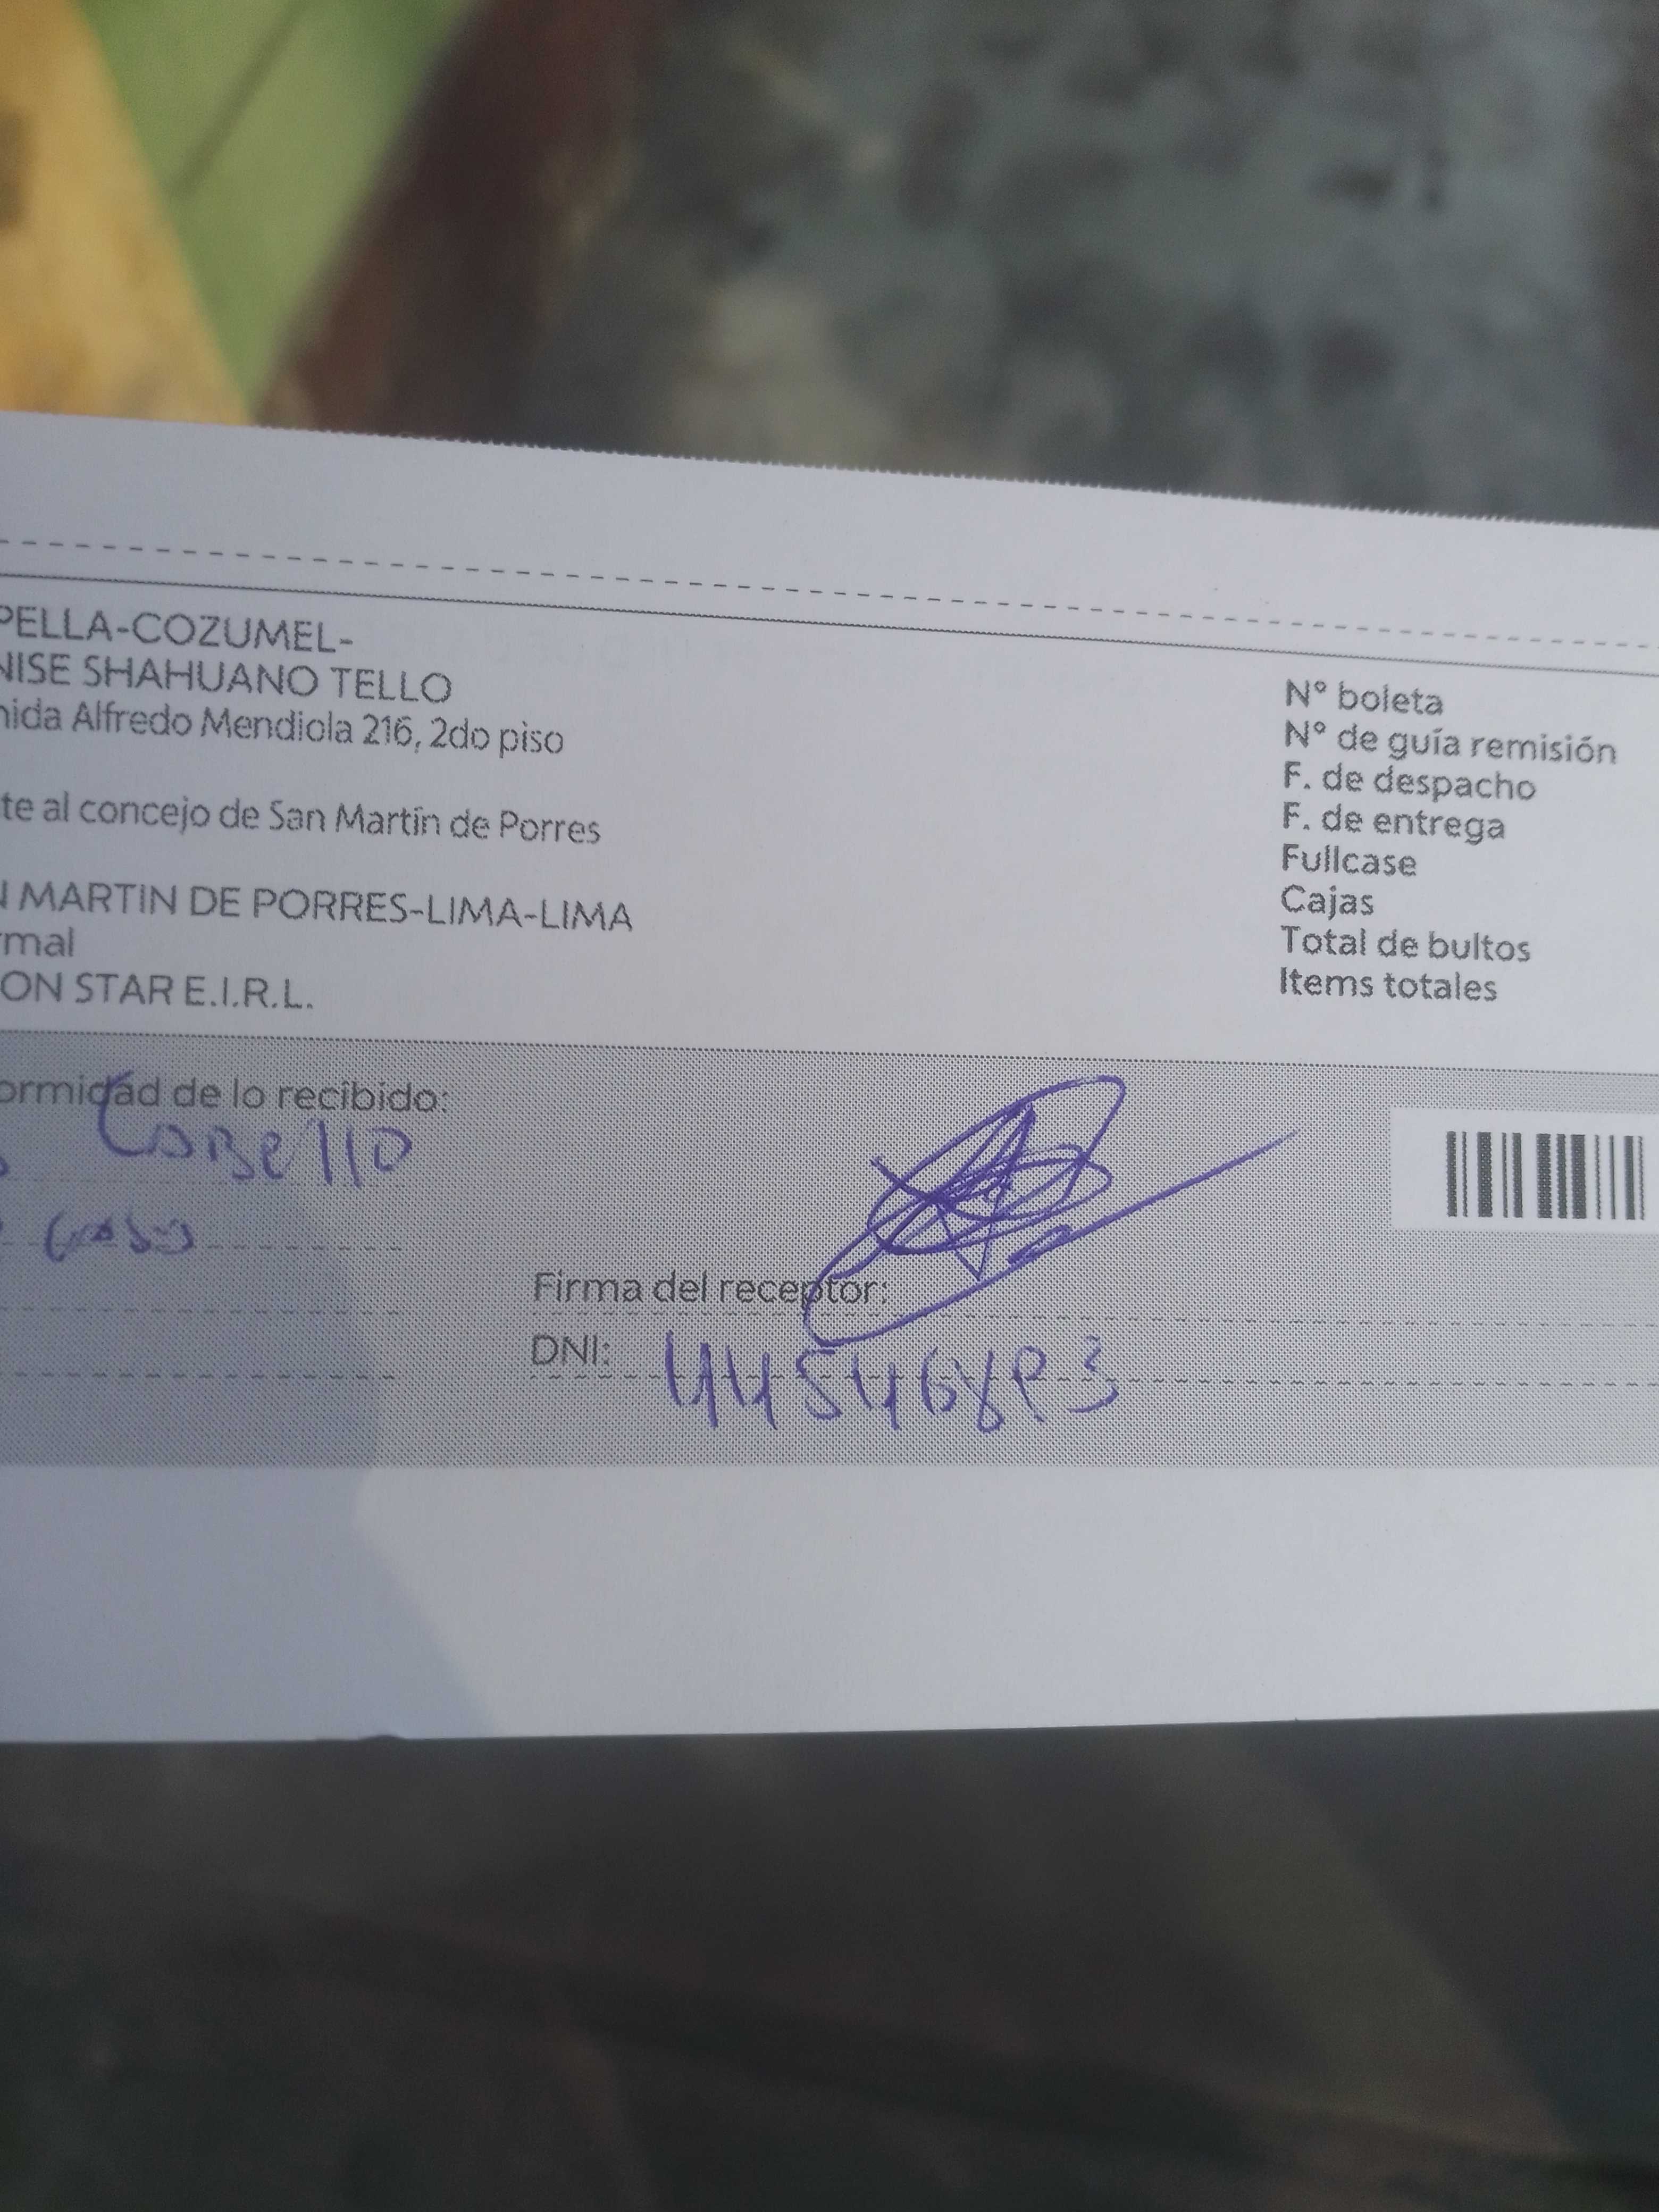 PELLA-COZUMEL-
NISE SHAHUANO TELLO
nida Alfredo Mendiola 216, 2do piso
te al concejo de San Martin de Porres
N MARTIN DE PORRES-LIMA-LIMA
rmal
ON STAR E.I.R.L.
N° boleta
N° de guía remisión
F. de despacho
F. de entrega
Fullcase
Cajas
Total de bultos
Items totales
ormidad de lo recibido:
Firma del receptor:
DNI: